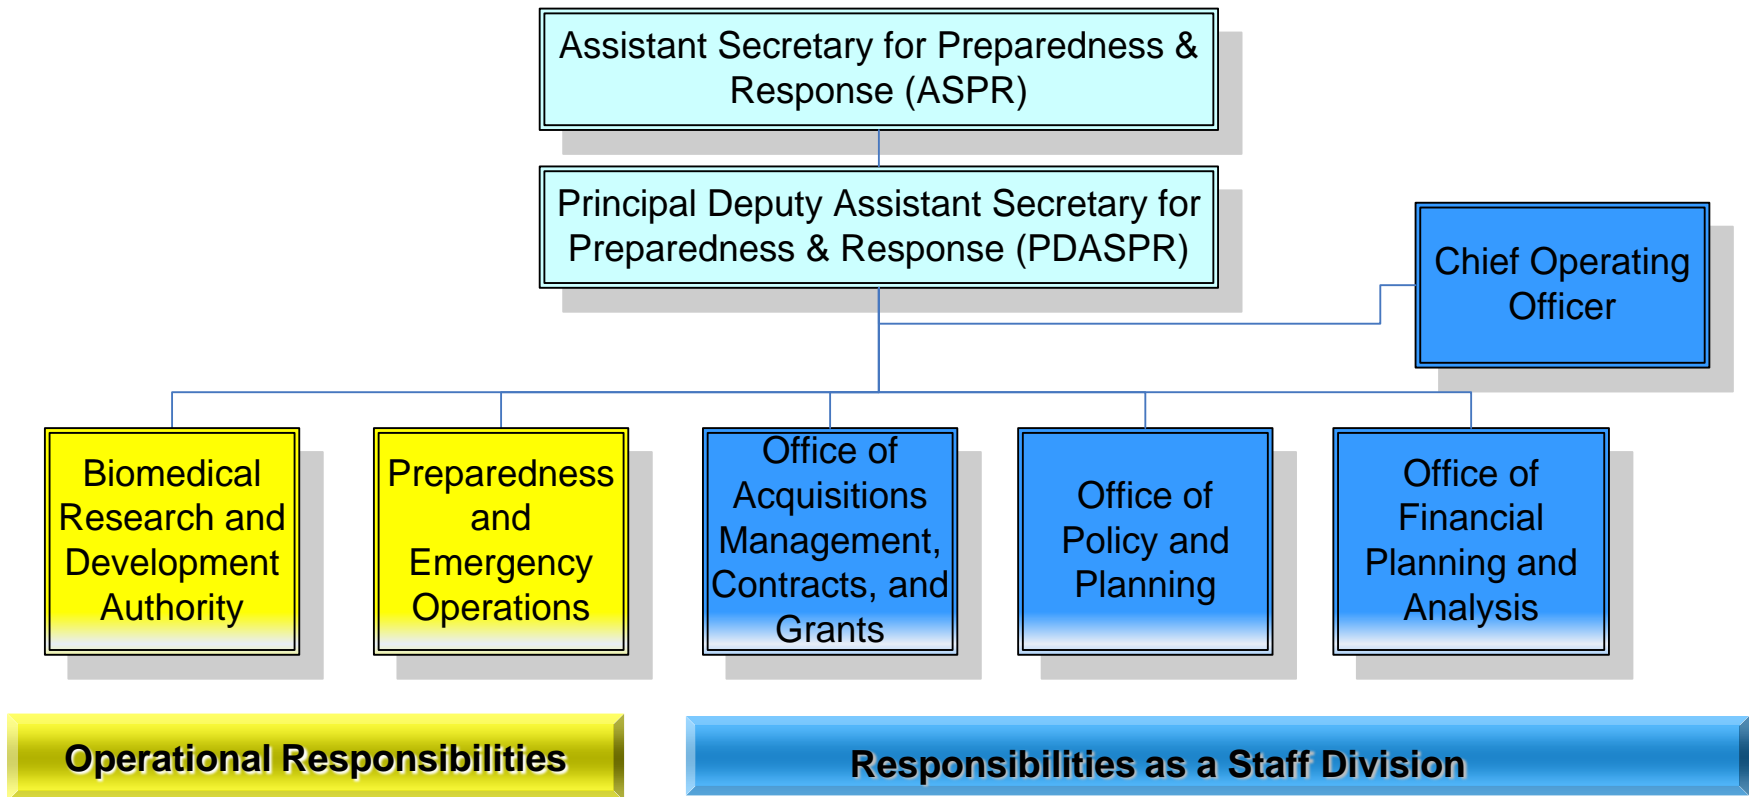 Assistant Secretary for Preparedness &
Response (ASPR)
Principal Deputy Assistant Secretary for
Preparedness & Response (PDASPR)
Chief Operating
Officer
Biomedical
Research and
Development
Authority
Preparedness
and
Emergency
Operations
Office of
Acquisitions
Management,
Contracts, and
Grants
Office of
Policy and
Planning
Office of
Financial
Planning and
Analysis
Operational Responsibilities
Responsibilities as a Staff Division